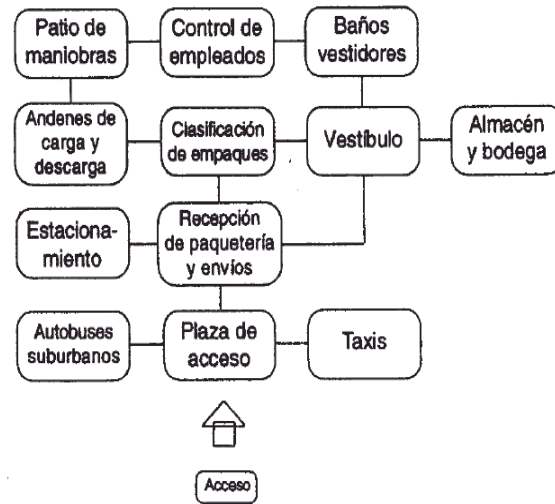 Patio de
maniobras
Control de
empleados
Baños
vestidores
Andenes de
carga y
descarga
Clasificación
de empaques
Vestíbulo
Almacén
y bodega
Estaciona-
miento
Recepción
de paquetería
y envíos
Autobuses
suburbanos
Plaza de
acceso
Taxis
Acceso